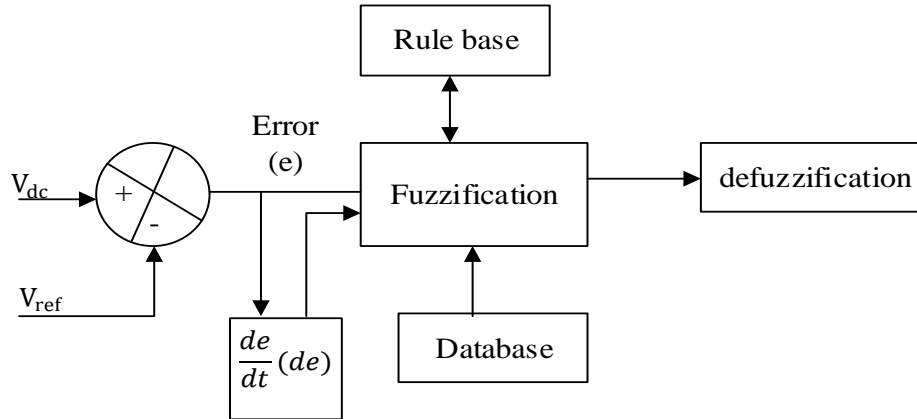 Rule base
Error
(e)
V_dc
+
-
Fuzzification
defuzzification
V_ref
de/dt (de)
Database